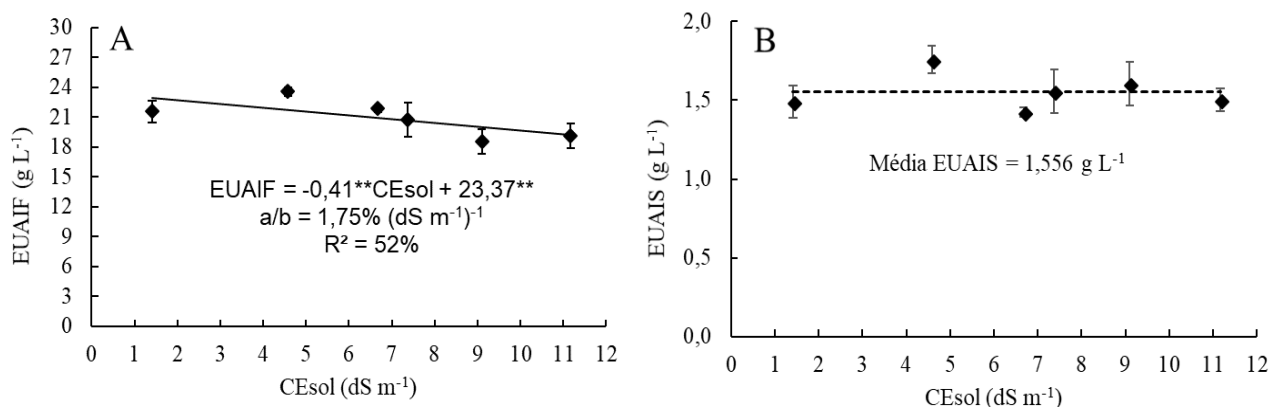 A
EUAIF (g L⁻¹)
30
27
24
21
18
15
12
9
6
3
0
EUAIF = -0,41**CEsol + 23,37**
a/b = 1,75% (dS m⁻¹)⁻¹
R² = 52%
0 1 2 3 4 5 6 7 8 9 10 11 12
CEsol (dS m⁻¹)
B
EUAIS (g L⁻¹)
2,0
1,5
1,0
0,5
0,0
Média EUAIS = 1,556 g L⁻¹
0 1 2 3 4 5 6 7 8 9 10 11 12
CEsol (dS m⁻¹)